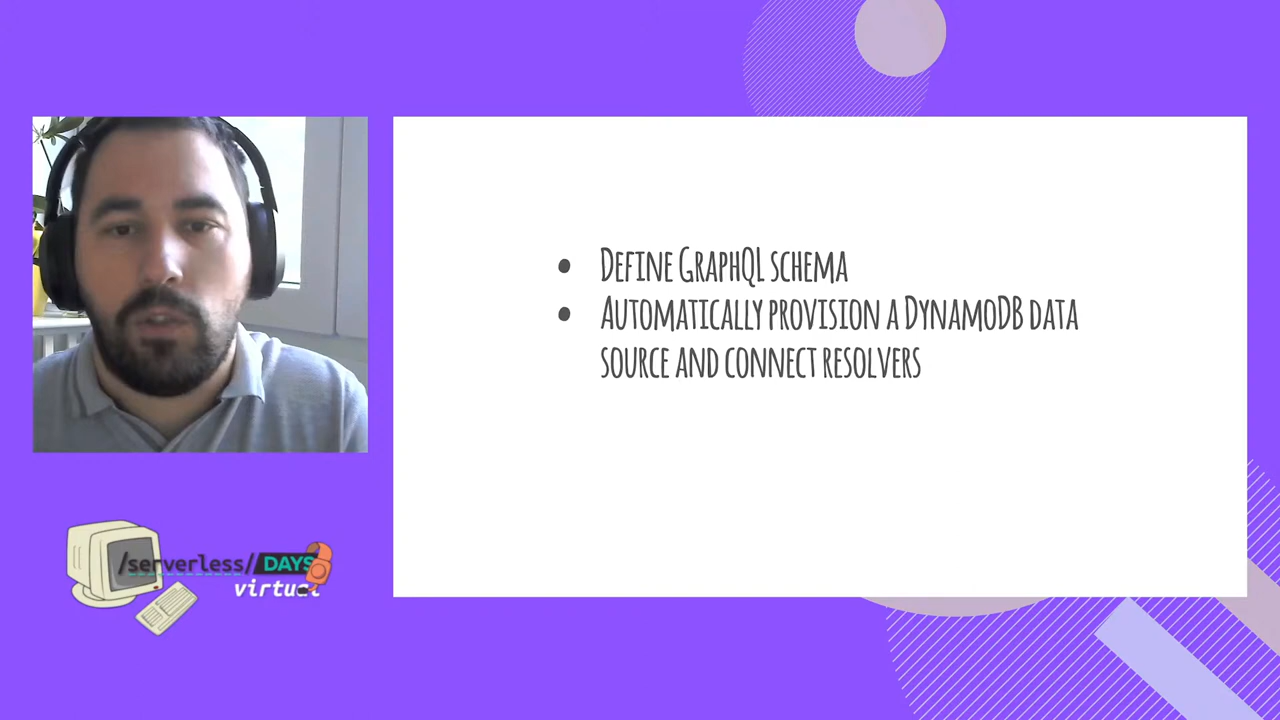 • Define GraphQL schema
• Automatically provision a DynamoDB data
source and connect resolvers
/serverless/DAYS
virtual